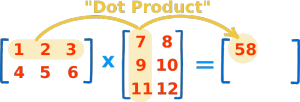 "Dot Product"
1 2 3 7 8 58
4 5 6 x 9 10 =
11 12